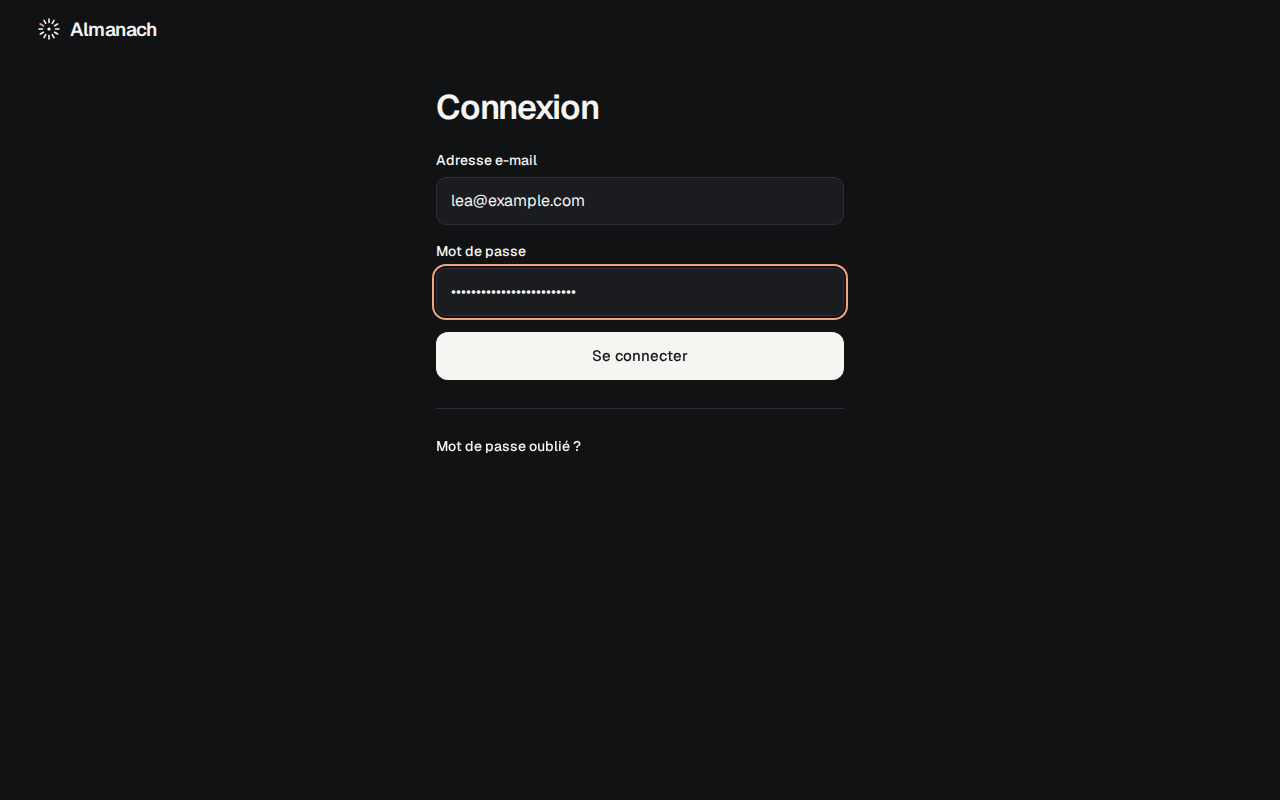 Almanach
Connexion
Adresse e-mail
lea@example.com
Mot de passe
•••••••••••••••••••••••••
Se connecter
Mot de passe oublié ?